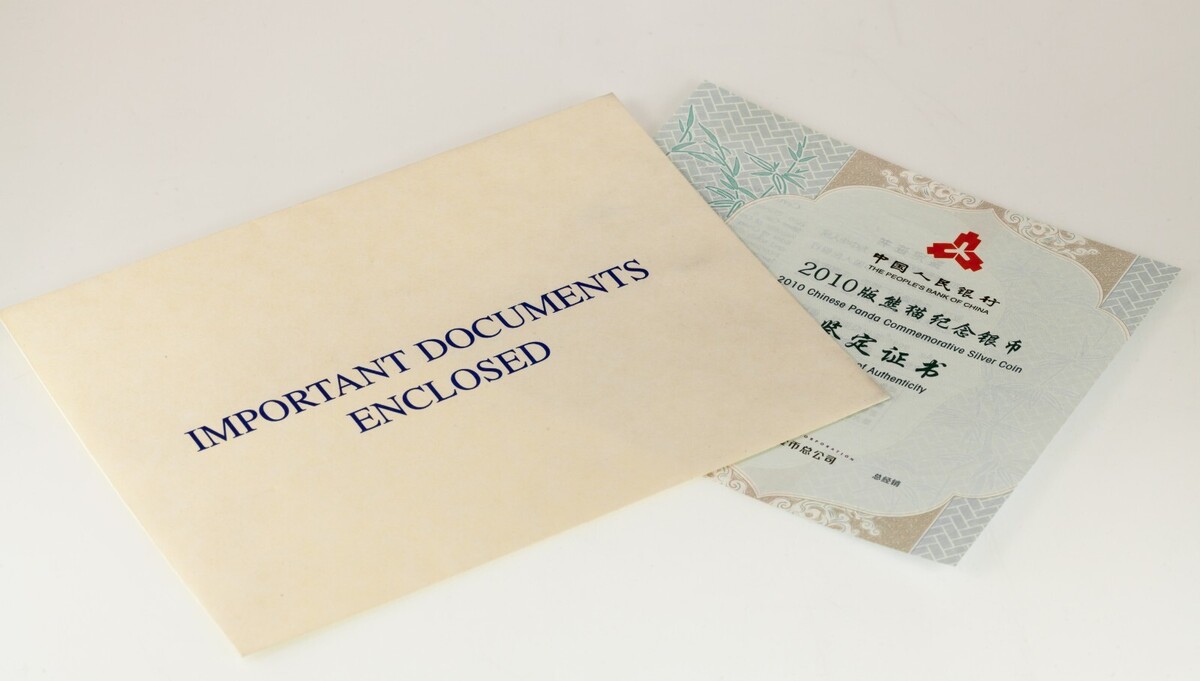 IMPORTANT DOCUMENTS
ENCLOSED
中国人民银行
THE PEOPLE'S BANK OF CHINA
2010版熊猫纪念银币
2010 Chinese Panda Commemorative Silver Coin
鉴定证书
of Authenticity
币总公司
总经销